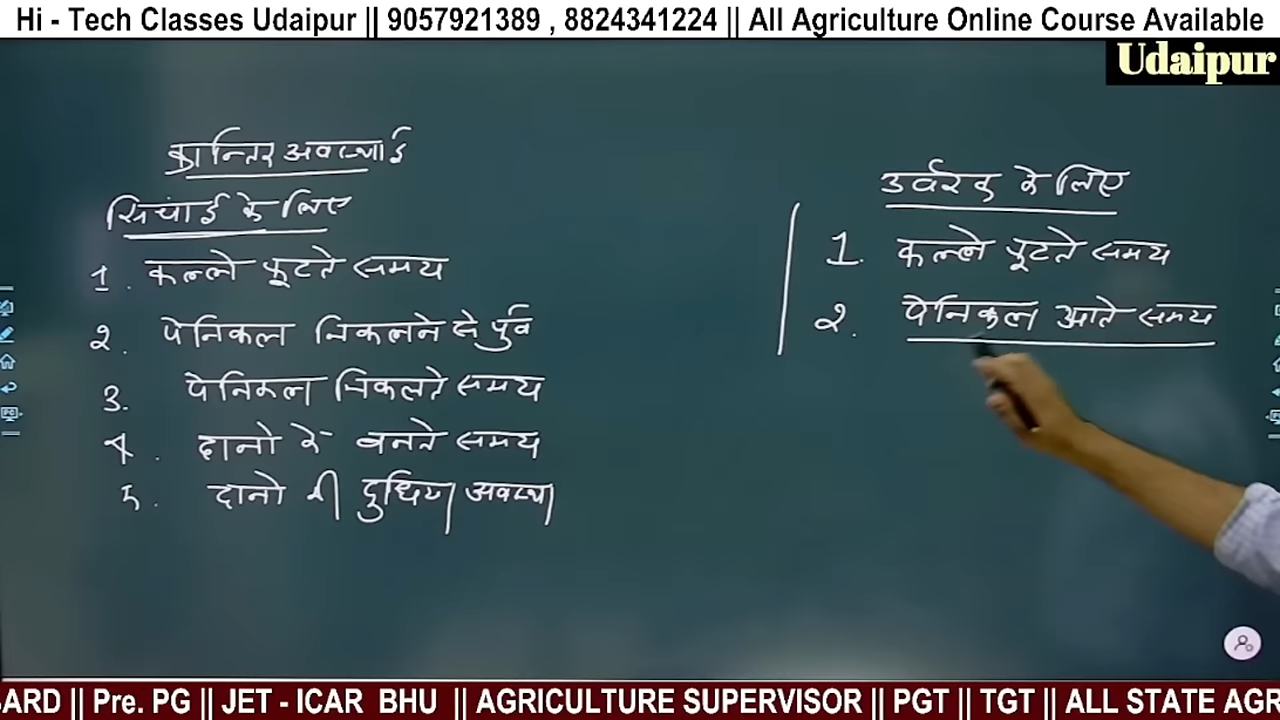 Hi - Tech Classes Udaipur || 9057921389 , 8824341224 || All Agriculture Online Course Available
Udaipur
क्रान्तिक अवस्थाई
सिंचाई के लिए
1. कल्ले फूटते समय
2. पेनिकल निकलने से पुर्व
3. पेनिकल निकलते समय
4. दानो के बनते समय
5. दानो की दुधिया अवस्था
उर्वरक के लिए
1. कल्ले फूटते समय
2. पेनिकल आते समय
ARD || Pre. PG || JET - ICAR BHU || AGRICULTURE SUPERVISOR || PGT || TGT || ALL STATE AGR